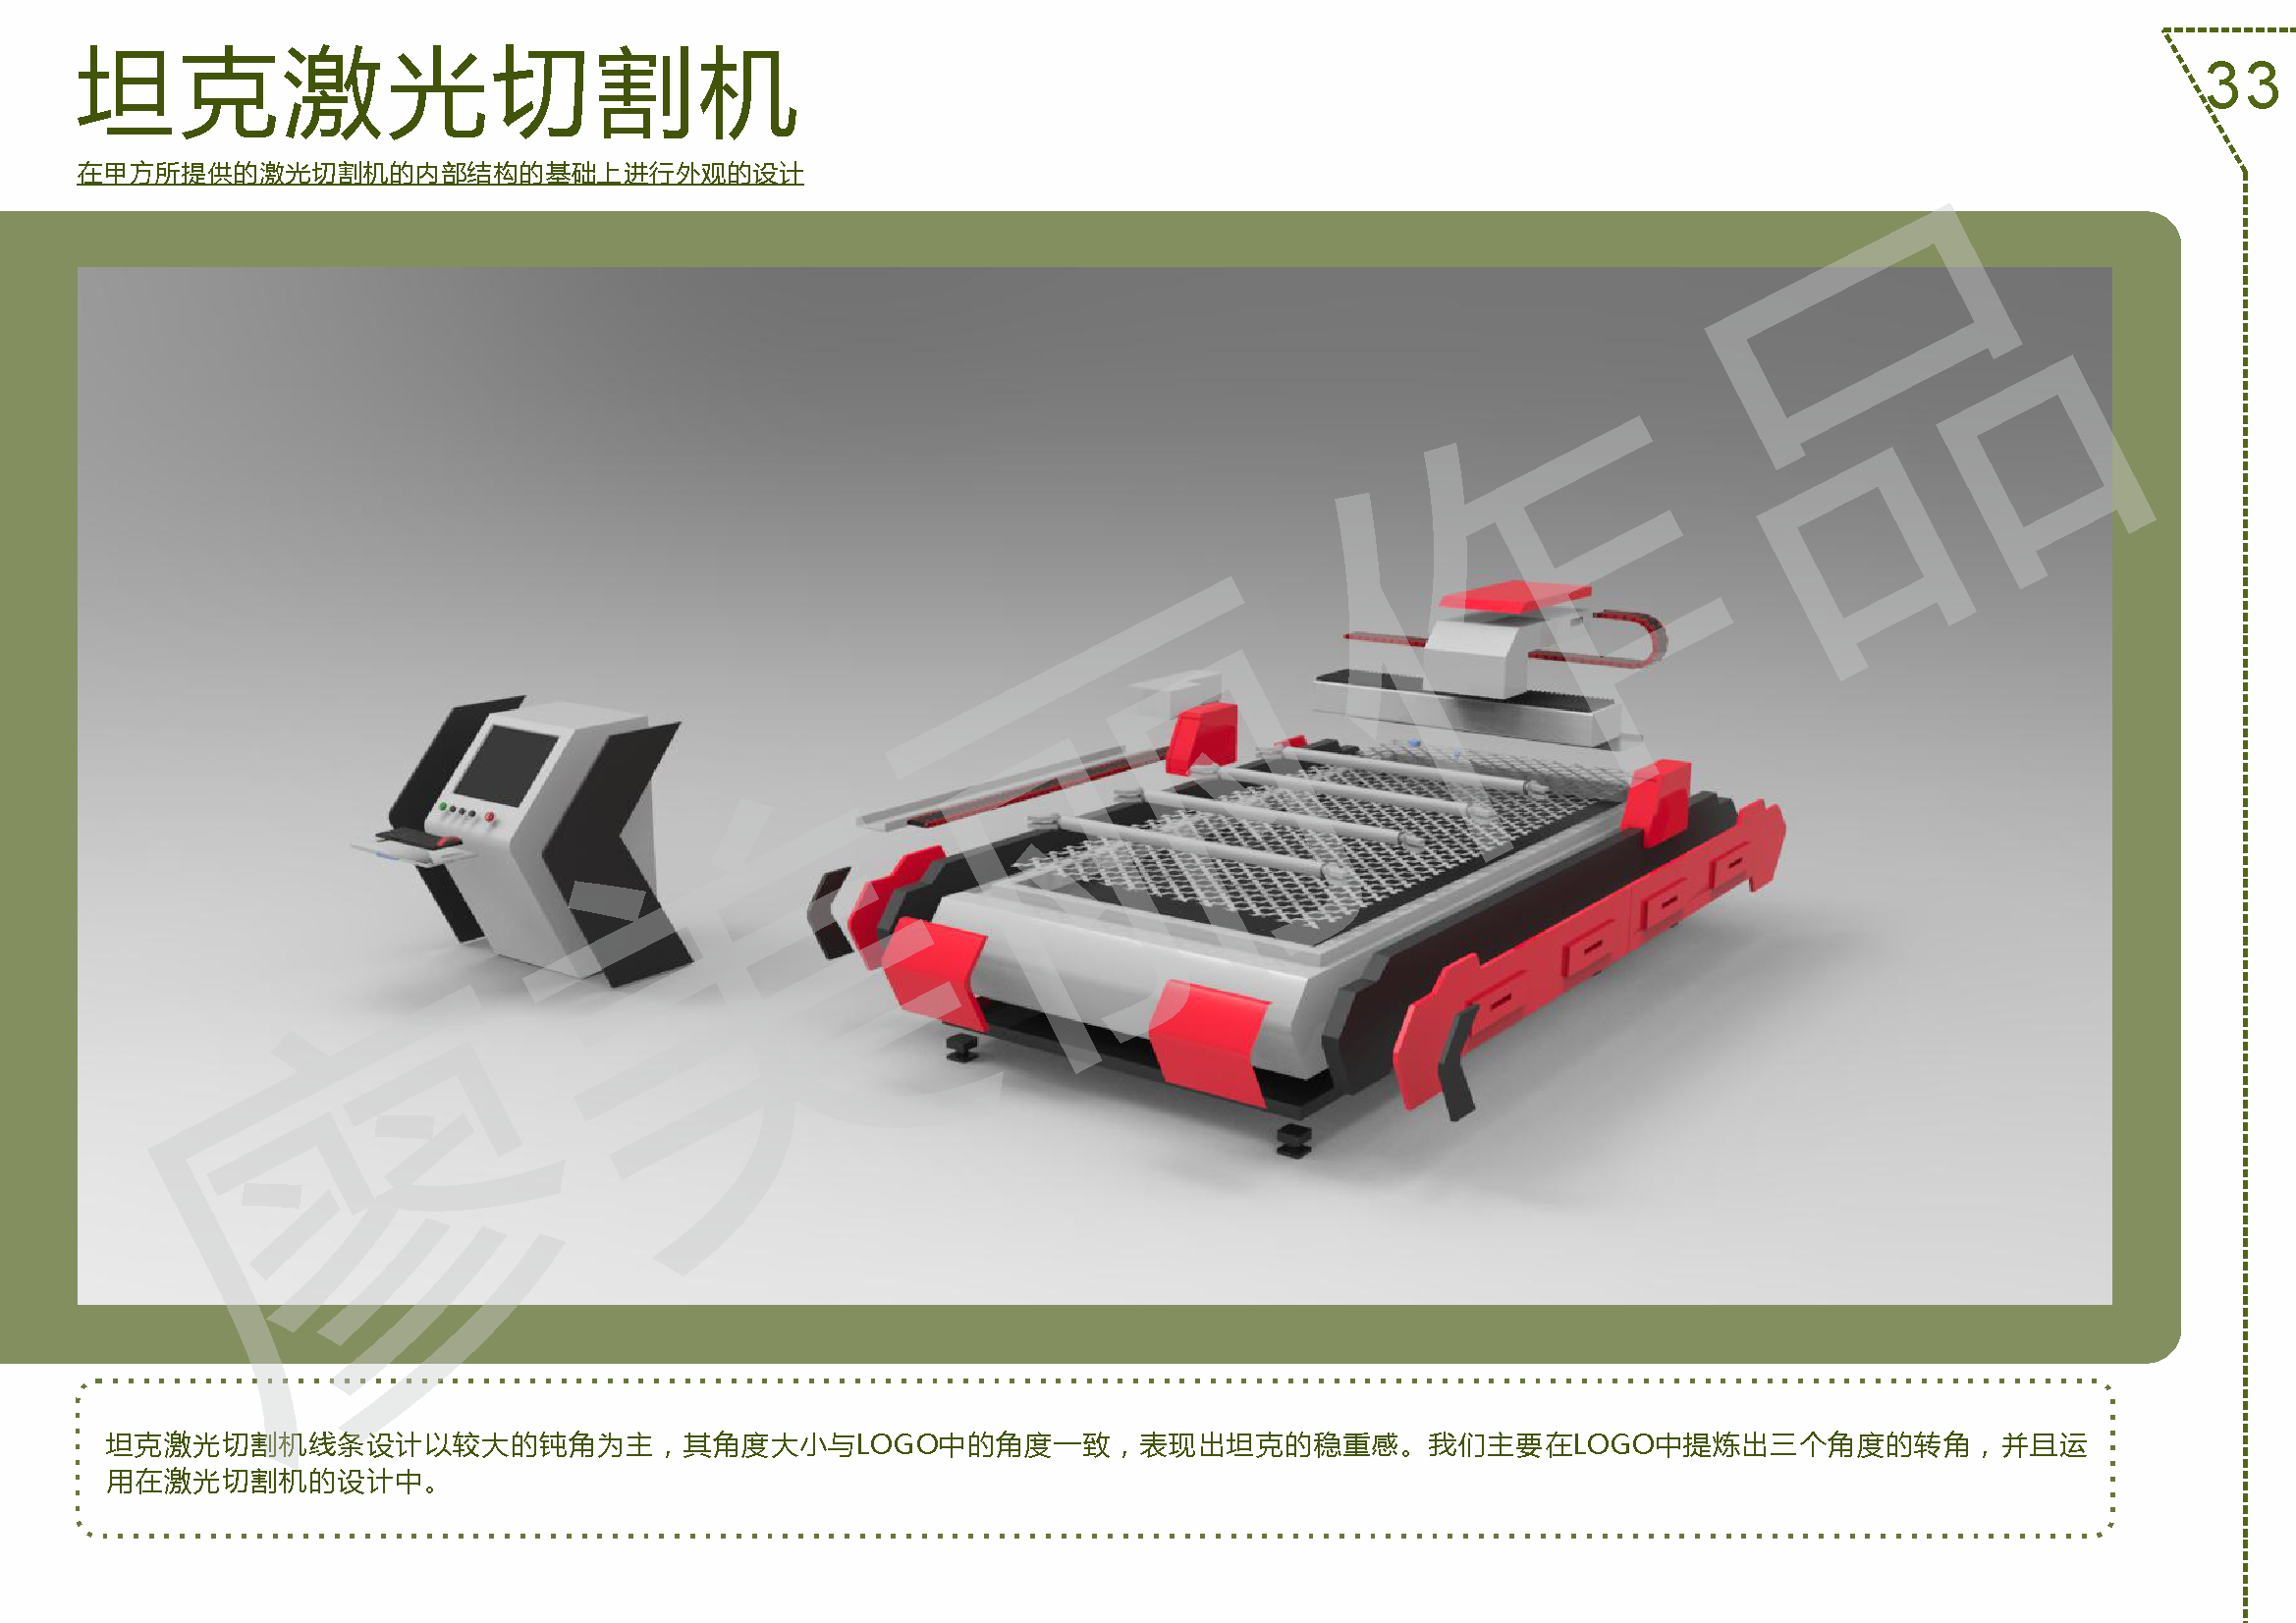 坦克激光切割机
33
在甲方所提供的激光切割机的内部结构的基础上进行外观的设计
廖美丽作品
坦克激光切割机线条设计以较大的钝角为主，其角度大小与LOGO中的角度一致，表现出坦克的稳重感。我们主要在LOGO中提炼出三个角度的转角，并且运
用在激光切割机的设计中。